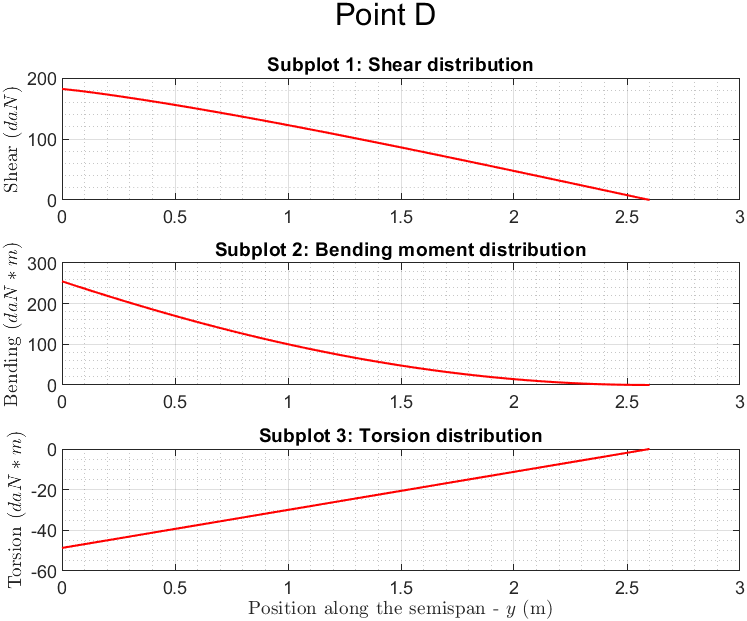 Point D
Subplot 1: Shear distribution
Shear (daN)
200
100
0
0 0.5 1 1.5 2 2.5 3
Subplot 2: Bending moment distribution
Bending (daN * m)
300
200
100
0
0 0.5 1 1.5 2 2.5 3
Subplot 3: Torsion distribution
Torsion (daN * m)
0
-20
-40
-60
0 0.5 1 1.5 2 2.5 3
Position along the semispan - y (m)